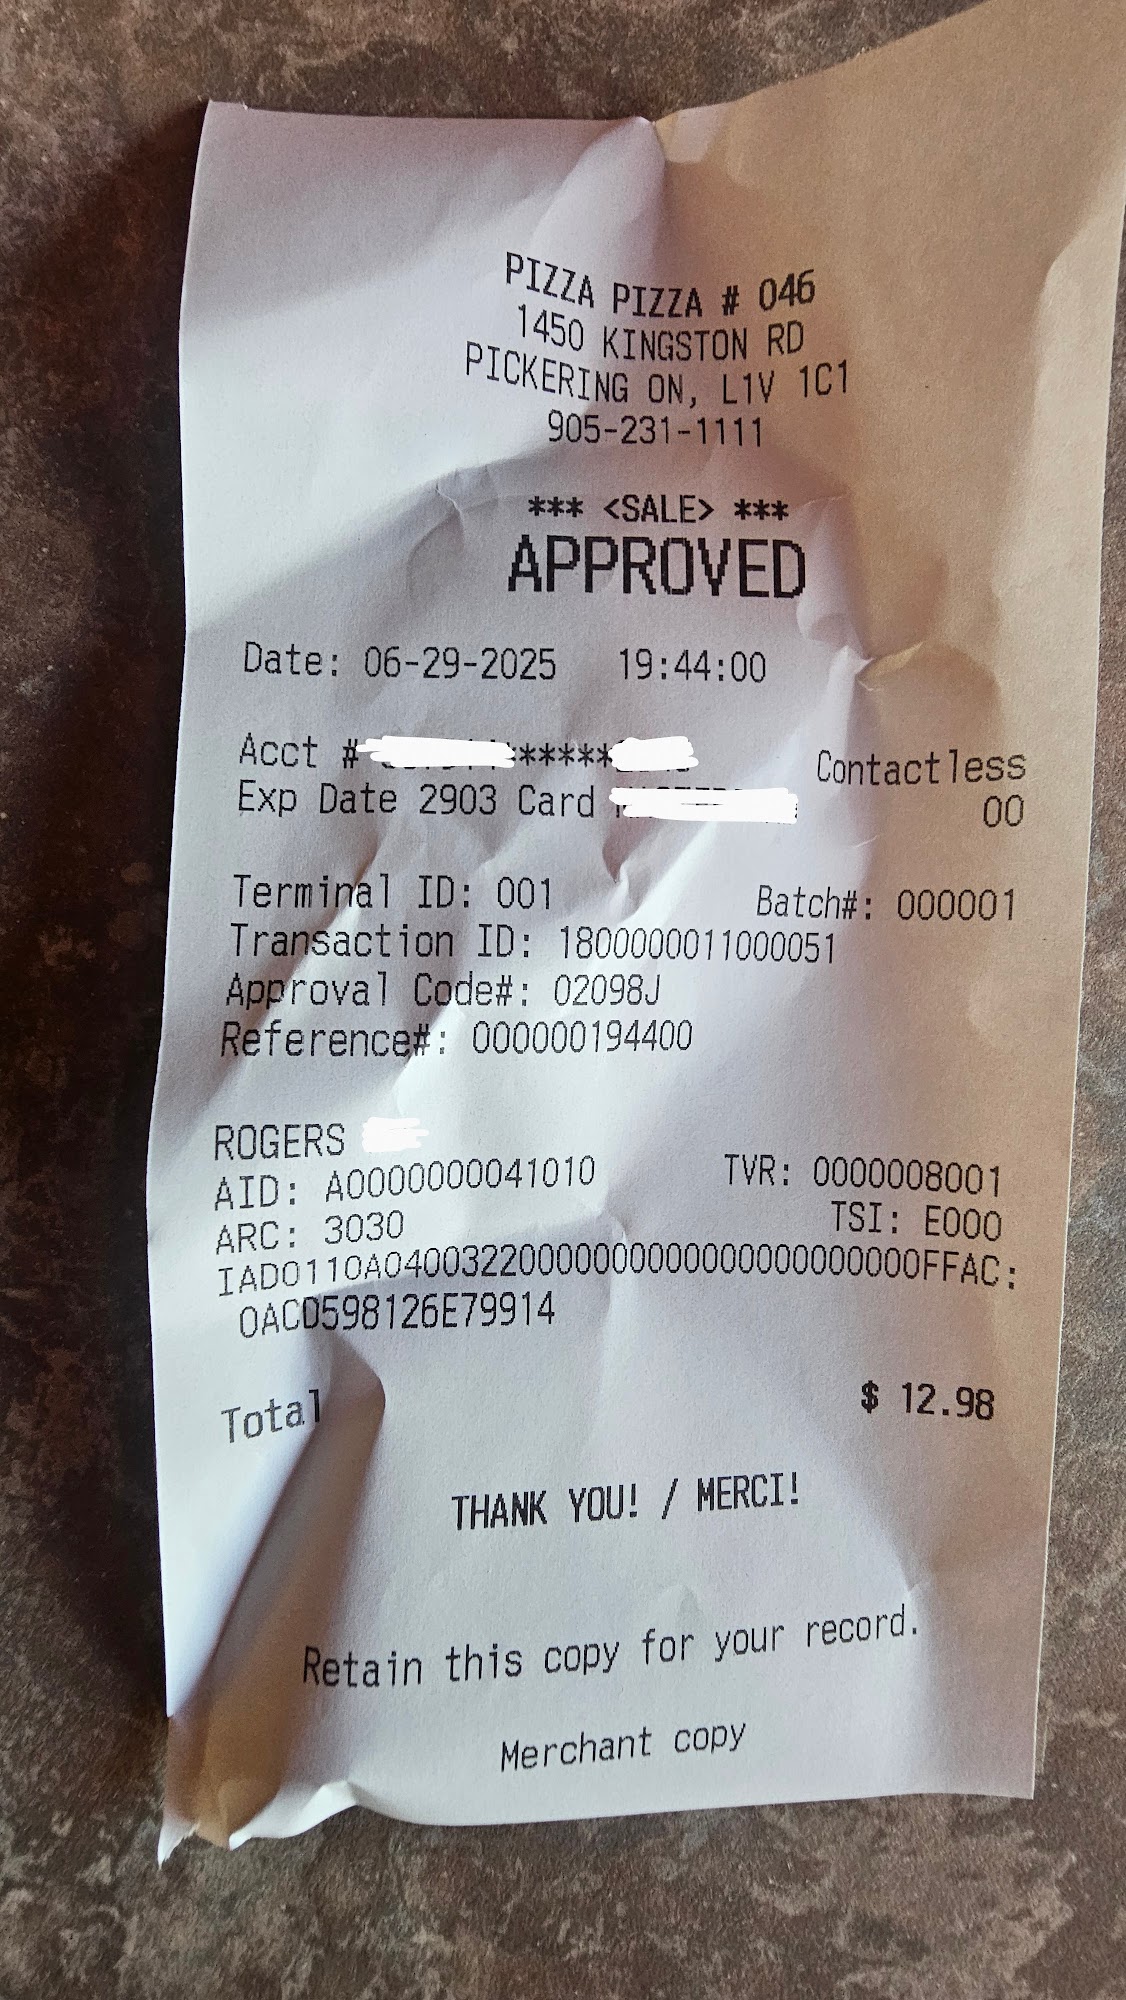 PIZZA PIZZA # 046
1450 KINGSTON RD
PICKERING ON, L1V 1C1
905-231-1111
*** <SALE> ***
APPROVED
Date: 06-29-2025 19:44:00
Acct # ****** Contactless
Exp Date 2903 Card 00
Terminal ID: 001 Batch#: 000001
Transaction ID: 1800000011000051
Approval Code#: 02098J
Reference#: 000000194400
ROGERS
AID: A0000000041010 TVR: 0000008001
ARC: 3030 TSI: E000
IAD0110A04003220000000000000000000000FFAC:
0ACD598126E79914
Total $ 12.98
THANK YOU! / MERCI!
Retain this copy for your record.
Merchant copy